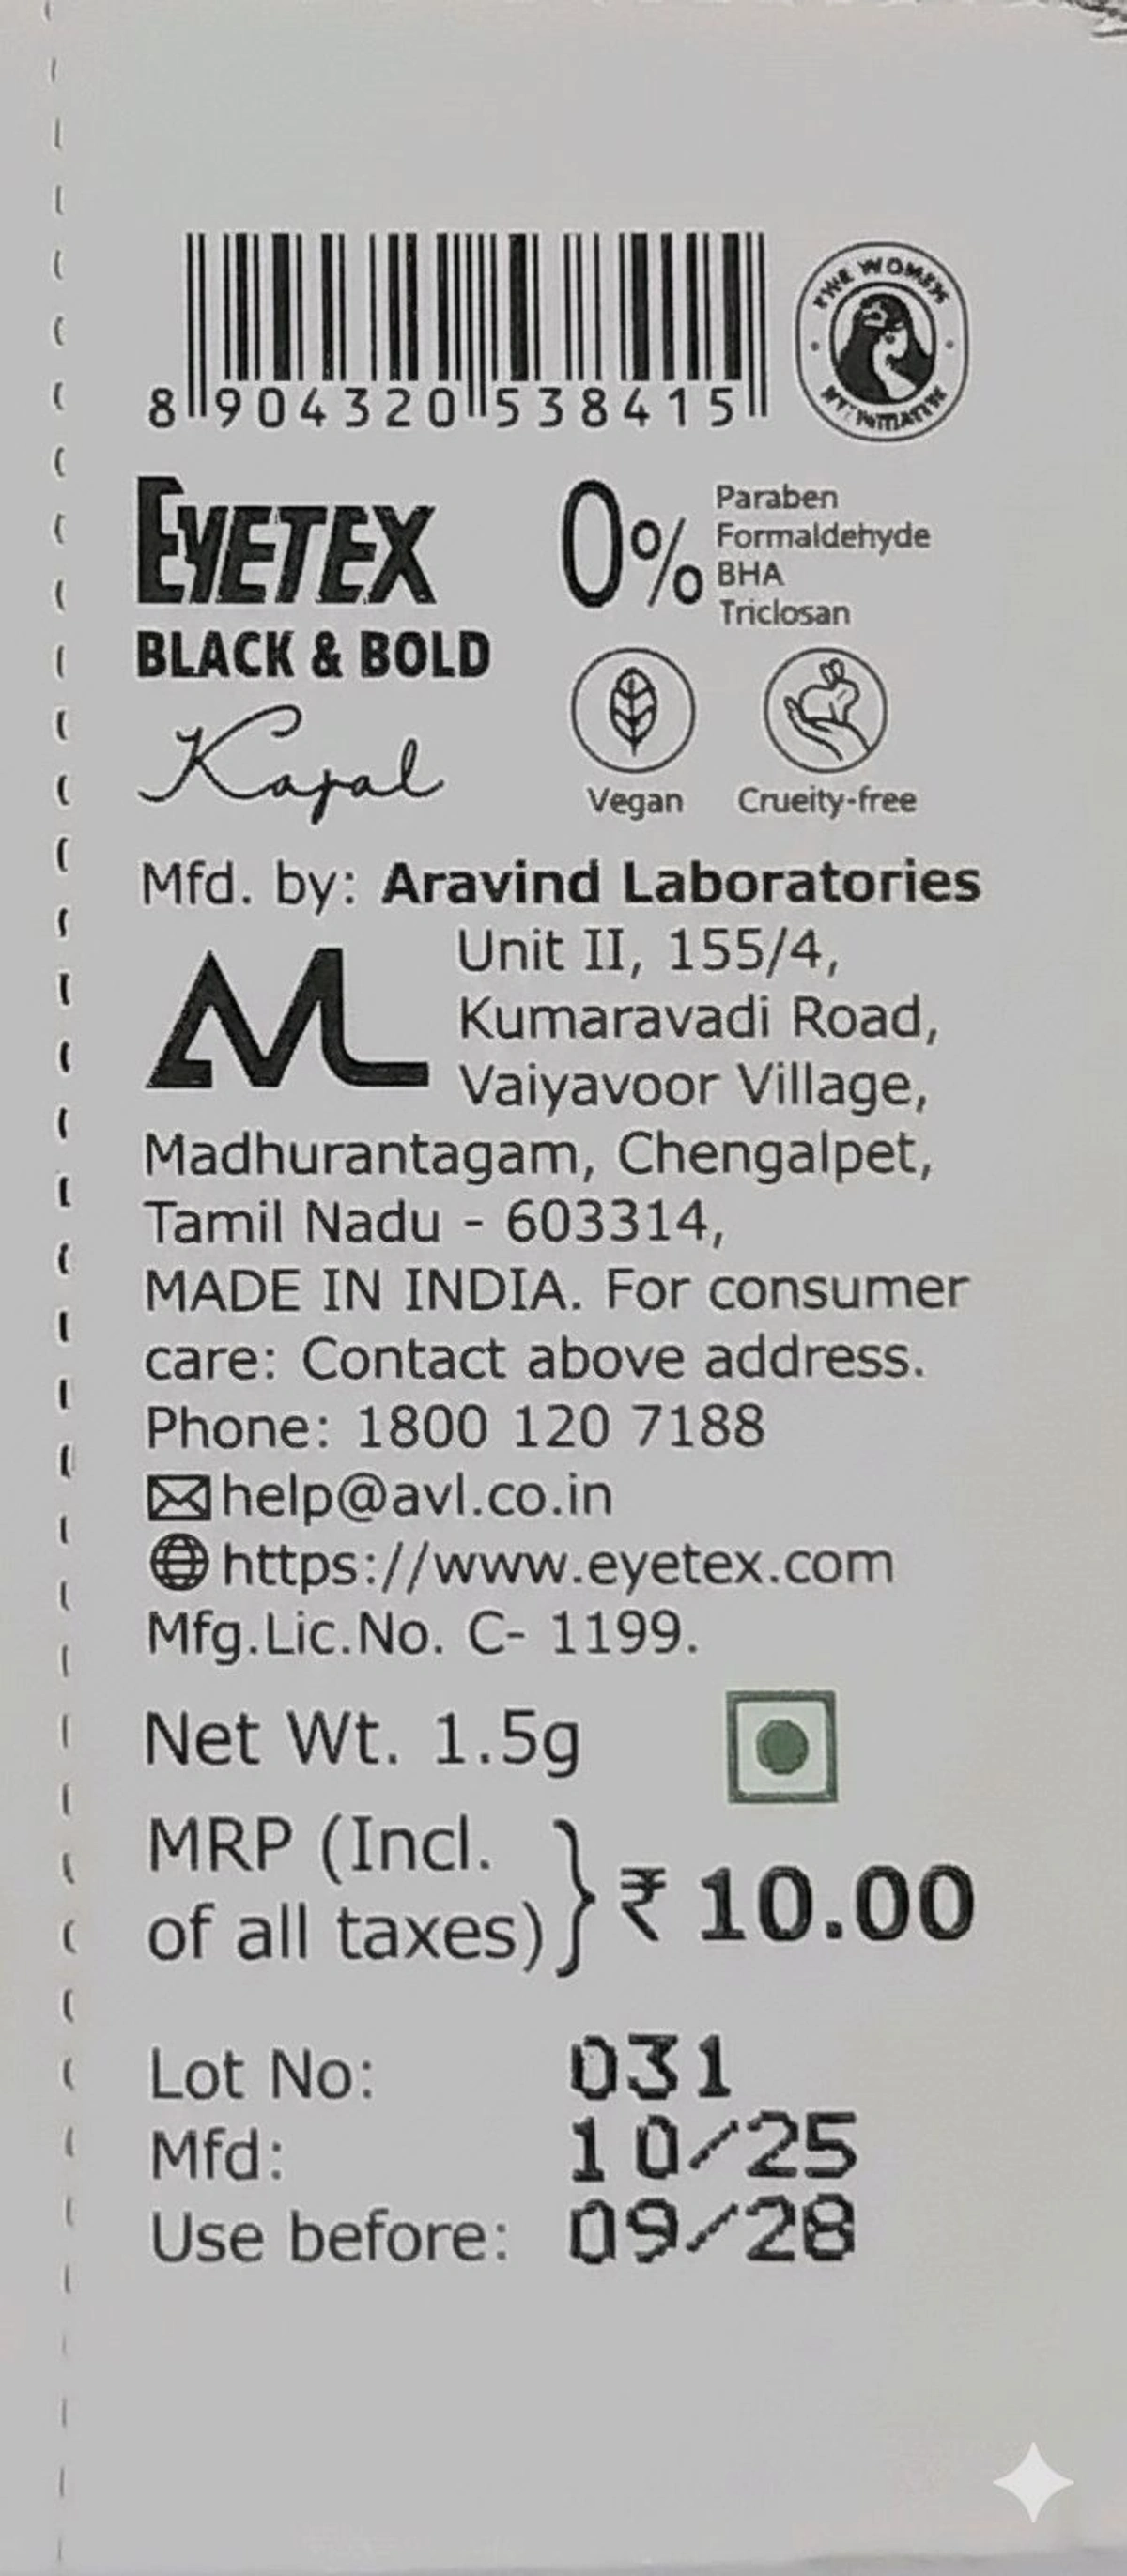 THE WOMEN
8 904320 538415
EYETEX
BLACK & BOLD
Kajal
0%
Paraben
Formaldehyde
BHA
Triclosan
Vegan
Crueity-free
Mfd. by: Aravind Laboratories
Unit II, 155/4,
Kumaravadi Road,
Vaiyavoor Village,
Madhurantagam, Chengalpet,
Tamil Nadu - 603314,
MADE IN INDIA. For consumer
care: Contact above address.
Phone: 1800 120 7188
help@avl.co.in
https://www.eyetex.com
Mfg.Lic.No. C- 1199.
Net Wt. 1.5g
MRP (Incl.
of all taxes) } ₹ 10.00
Lot No: 031
Mfd: 10/25
Use before: 09/28